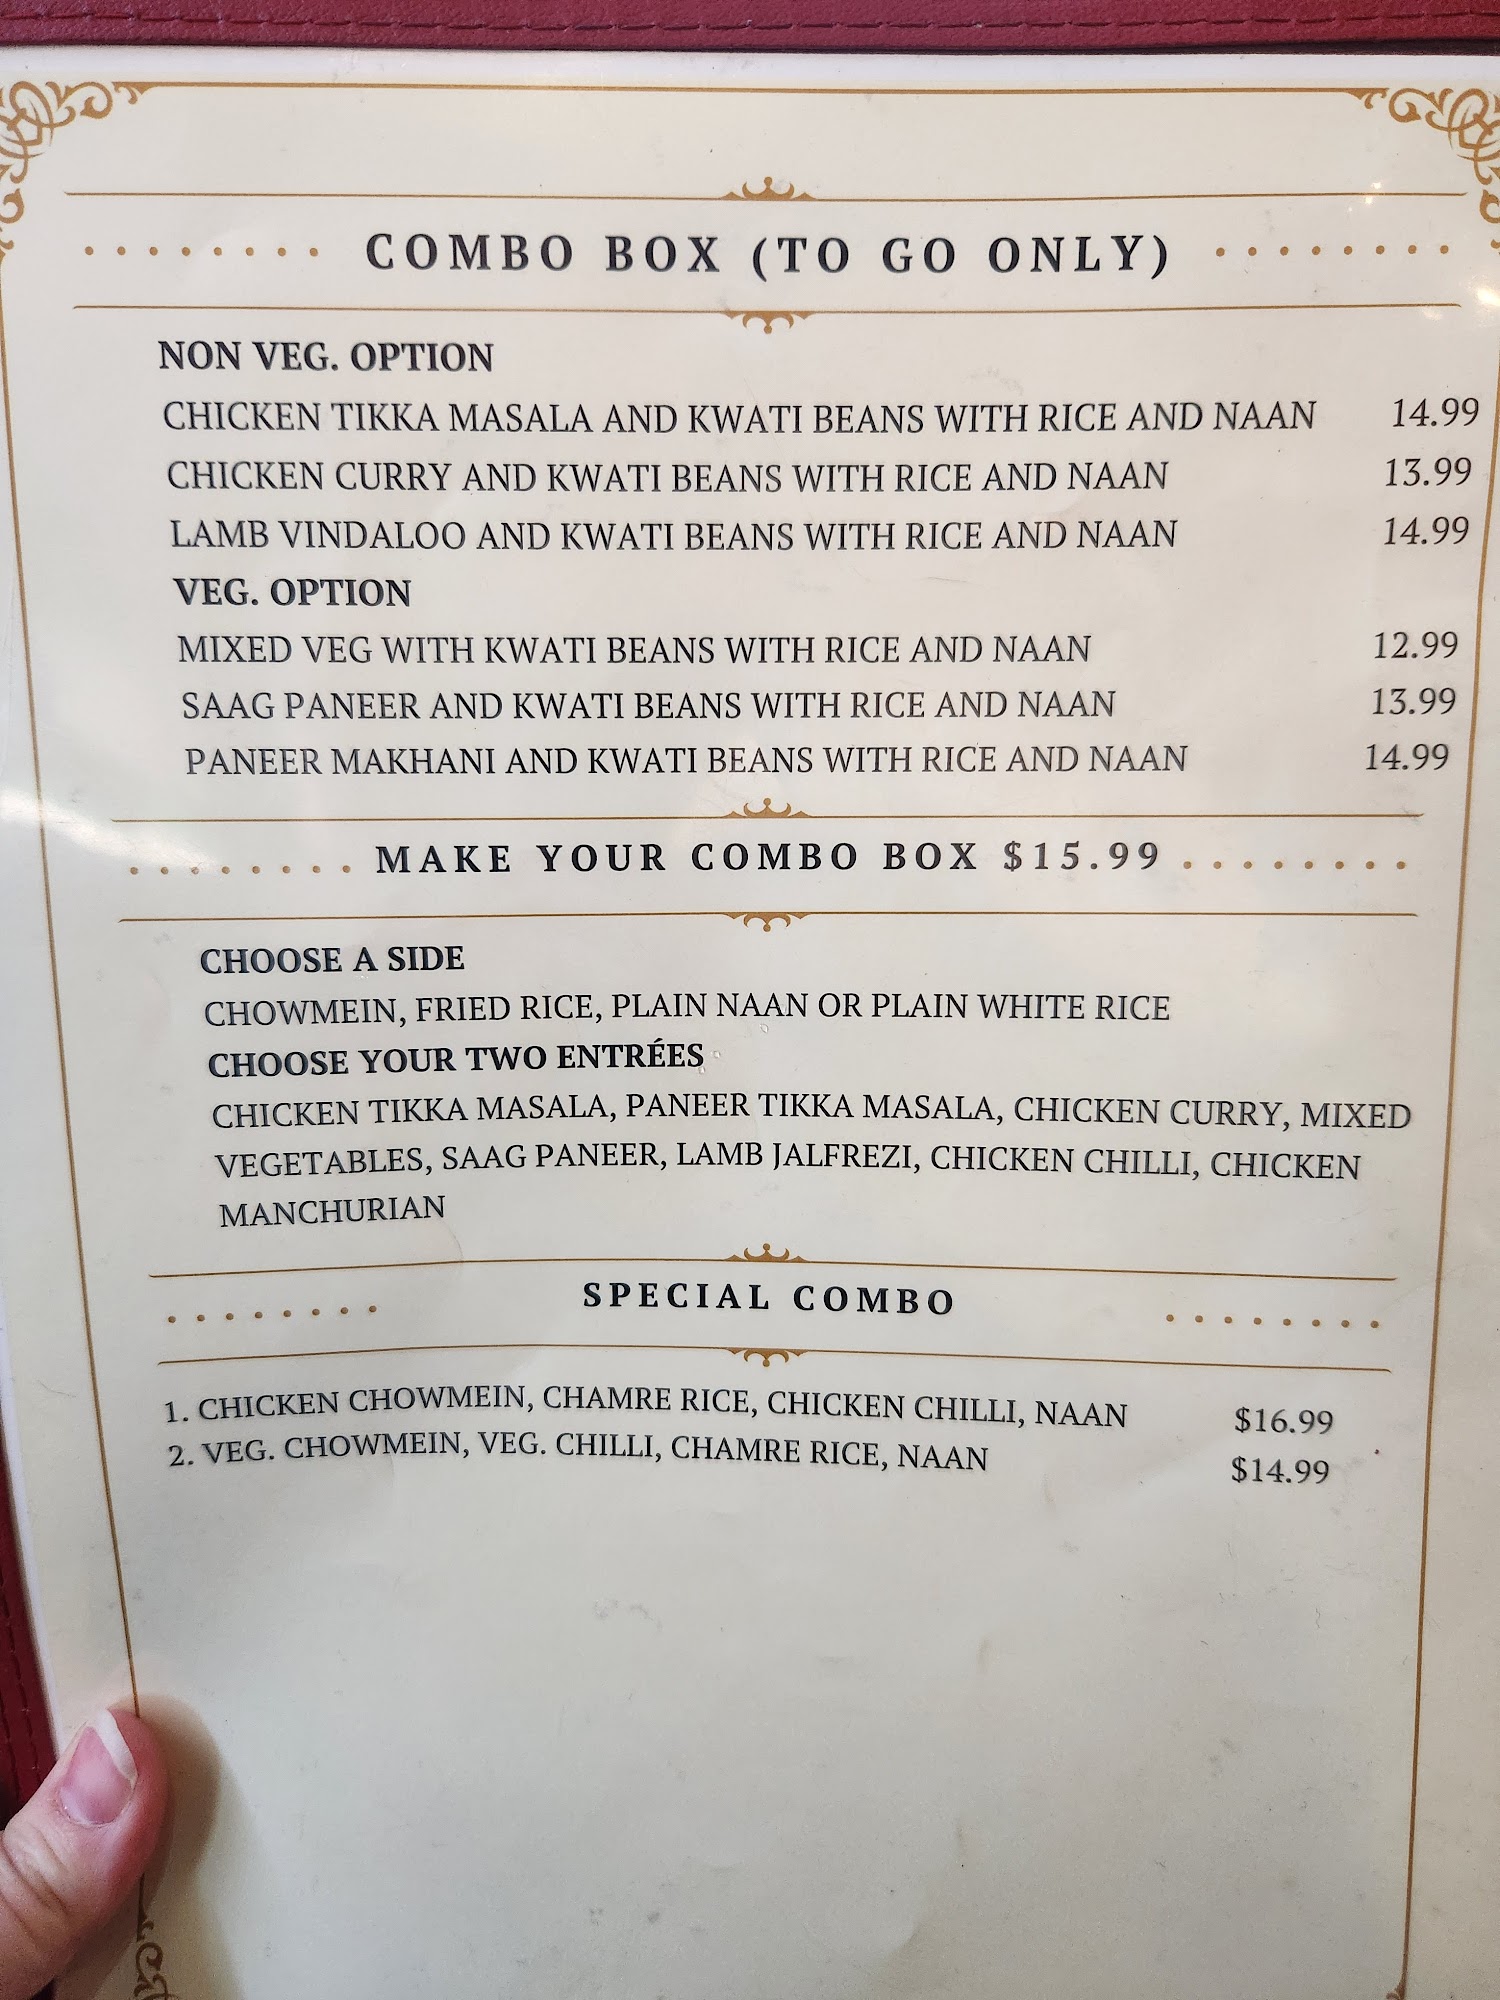 COMBO BOX (TO GO ONLY)
NON VEG. OPTION
CHICKEN TIKKA MASALA AND KWATI BEANS WITH RICE AND NAAN 14.99
CHICKEN CURRY AND KWATI BEANS WITH RICE AND NAAN 13.99
LAMB VINDALOO AND KWATI BEANS WITH RICE AND NAAN 14.99
VEG. OPTION
MIXED VEG WITH KWATI BEANS WITH RICE AND NAAN 12.99
SAAG PANEER AND KWATI BEANS WITH RICE AND NAAN 13.99
PANEER MAKHANI AND KWATI BEANS WITH RICE AND NAAN 14.99
MAKE YOUR COMBO BOX $15.99
CHOOSE A SIDE
CHOWMEIN, FRIED RICE, PLAIN NAAN OR PLAIN WHITE RICE
CHOOSE YOUR TWO ENTRÉES
CHICKEN TIKKA MASALA, PANEER TIKKA MASALA, CHICKEN CURRY, MIXED
VEGETABLES, SAAG PANEER, LAMB JALFREZI, CHICKEN CHILLI, CHICKEN
MANCHURIAN
SPECIAL COMBO
1. CHICKEN CHOWMEIN, CHAMRE RICE, CHICKEN CHILLI, NAAN $16.99
2. VEG. CHOWMEIN, VEG. CHILLI, CHAMRE RICE, NAAN $14.99